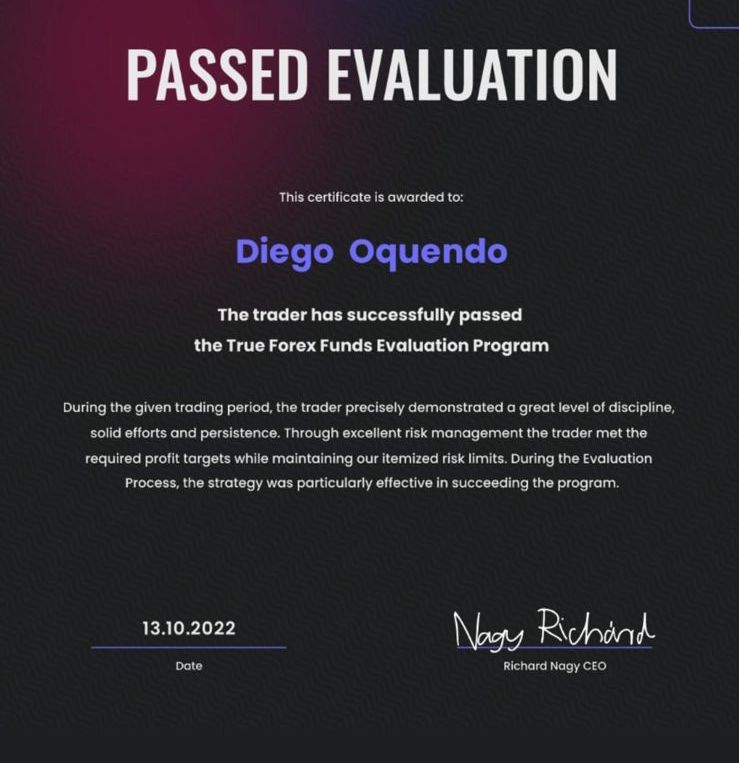 PASSED EVALUATION
This certificate is awarded to:
Diego Oquendo
The trader has successfully passed
the True Forex Funds Evaluation Program
During the given trading period, the trader precisely demonstrated a great level of discipline,
solid efforts and persistence. Through excellent risk management the trader met the
required profit targets while maintaining our itemized risk limits. During the Evaluation
Process, the strategy was particularly effective in succeeding the program.
13.10.2022
Nagy Richárd
Date
Richard Nagy CEO